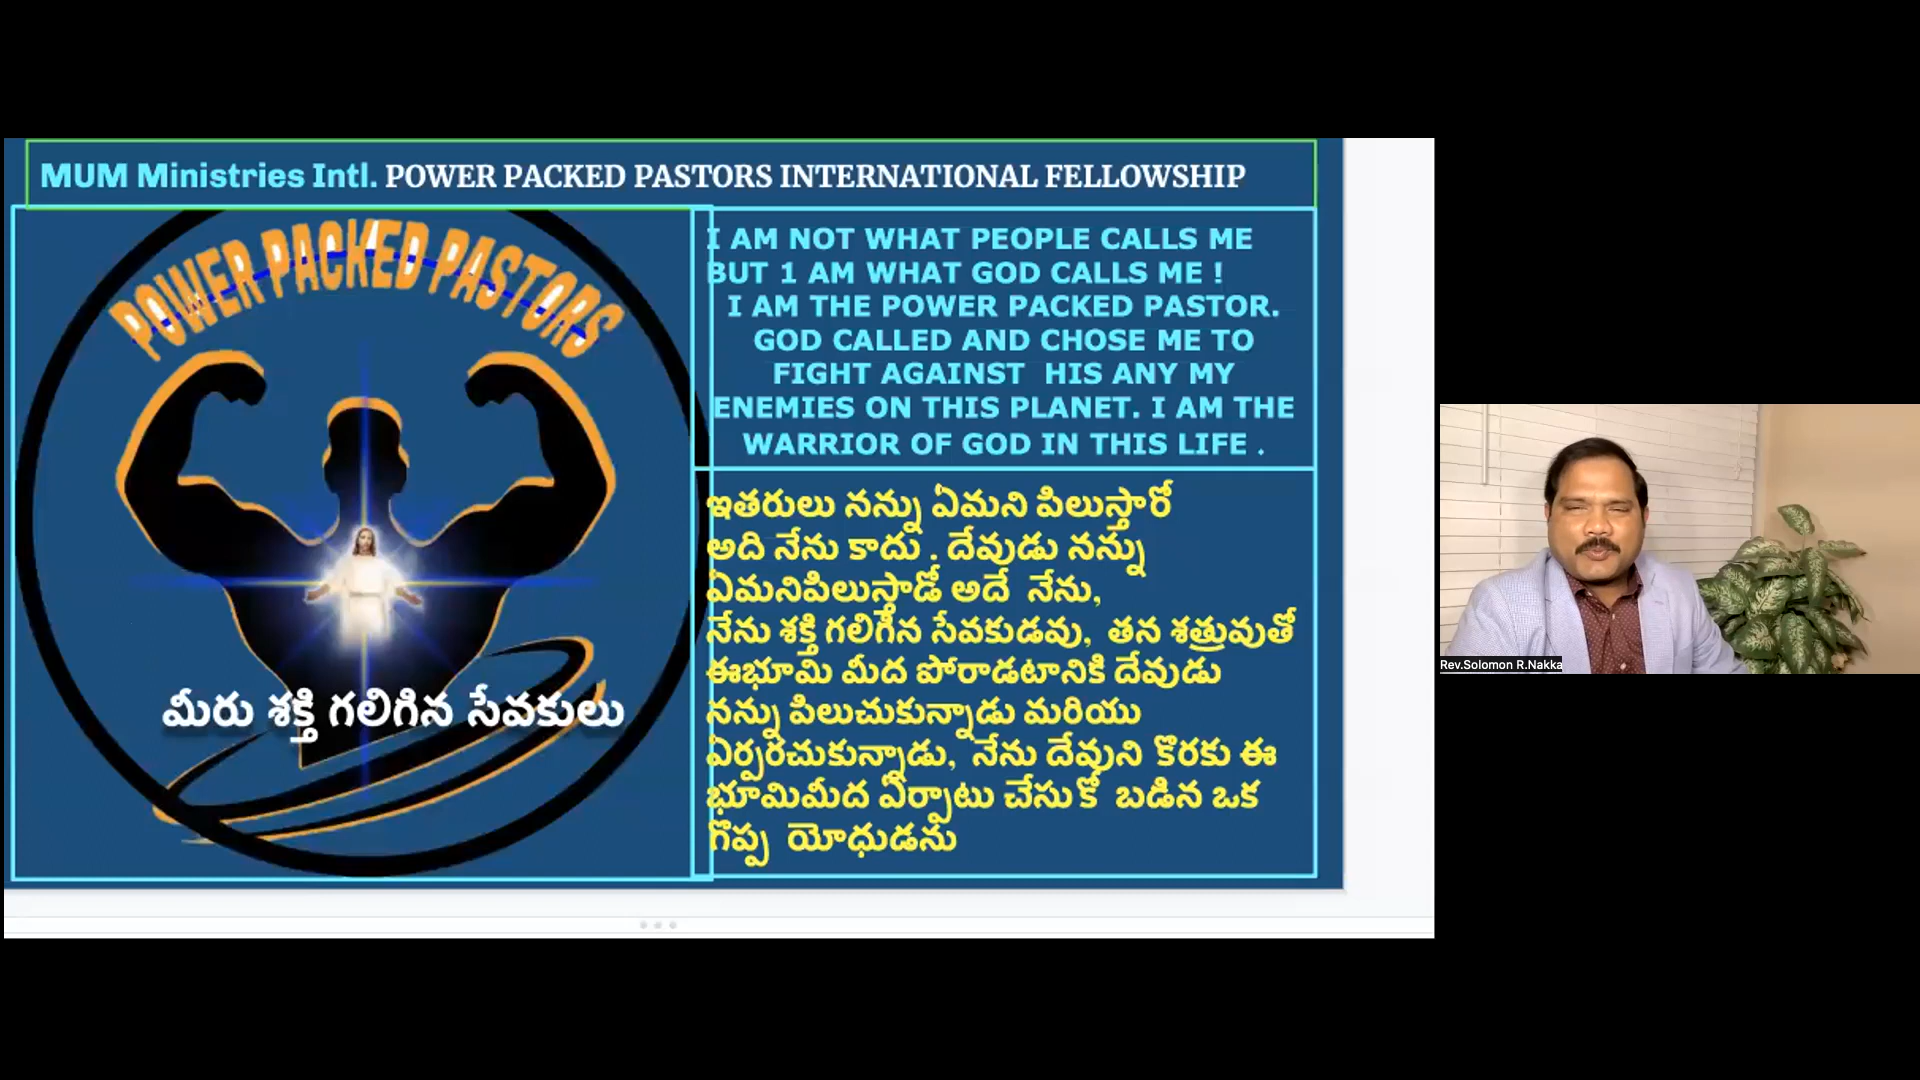 MUM Ministries Intl. POWER PACKED PASTORS INTERNATIONAL FELLOWSHIP
POWER PACKED PASTORS
మీరు శక్తి గలిగిన సేవకులు
I AM NOT WHAT PEOPLE CALLS ME
BUT 1 AM WHAT GOD CALLS ME !
I AM THE POWER PACKED PASTOR.
GOD CALLED AND CHOSE ME TO
FIGHT AGAINST HIS ANY MY
ENEMIES ON THIS PLANET. I AM THE
WARRIOR OF GOD IN THIS LIFE .
ఇతరులు నన్ను ఏమని పిలుస్తారో
అది నేను కాదు . దేవుడు నన్ను
ఏమనిపిలుస్తాడో అదే నేను,
నేను శక్తి గలిగిన సేవకుడవు, తన శత్రువుతో
ఈభూమి మీద పోరాడటానికి దేవుడు
నన్ను పిలుచుకున్నాడు మరియు
ఏర్పరచుకున్నాడు, నేను దేవుని కొరకు ఈ
భూమిమీద ఏర్పాటు చేసుకో బడిన ఒక
గొప్ప యోధుడను
Rev.Solomon R.Nakka